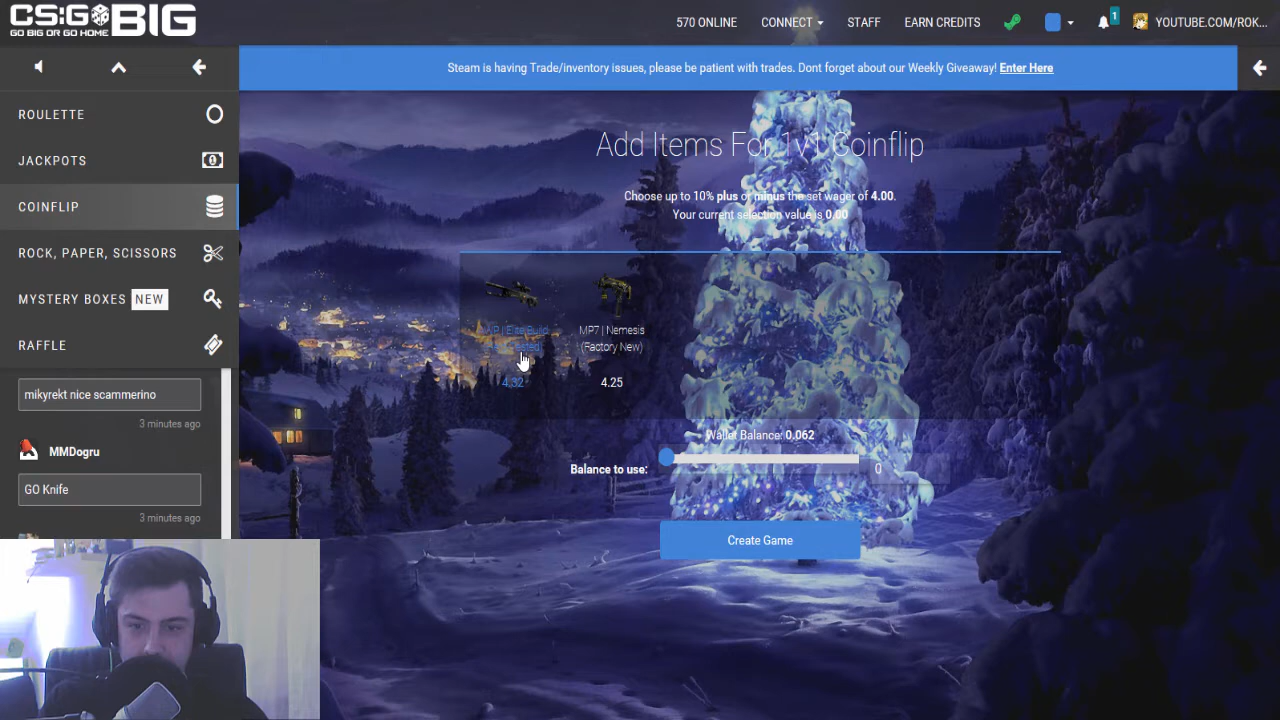 CS:GO BIG
GO BIG OR GO HOME
570 ONLINE
CONNECT
STAFF
EARN CREDITS
1
YOUTUBE.COM/ROK...
Steam is having Trade/inventory issues, please be patient with trades. Dont forget about our Weekly Giveaway! Enter Here
ROULETTE
JACKPOTS
COINFLIP
ROCK, PAPER, SCISSORS
MYSTERY BOXES NEW
RAFFLE
mikyrekt nice scammerino
3 minutes ago
MMDogru
GO Knife
3 minutes ago
Add Items For 1v1 Coinflip
Choose up to 10% plus or minus the set wager of 4.00.
Your current selection value is 0.00
Elite Build
4.32
MP7 | Nemesis
(Factory New)
4.25
Wallet Balance: 0.062
Balance to use:
0
Create Game